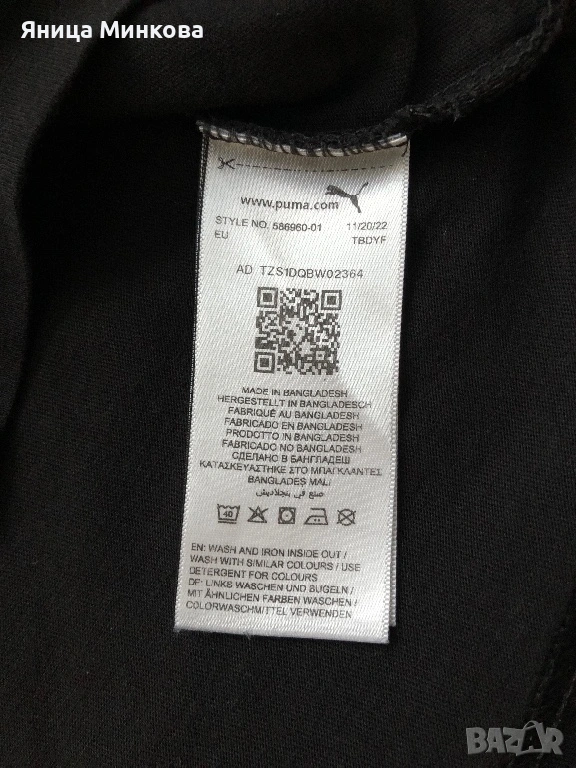 Яница Минкова
www.puma.com
STYLE NO. 586960-01 11/20/22
EU TBDYF
AD TZS1DQBW02364
MADE IN BANGLADESH
HERGESTELLT IN BANGLADESCH
FABRIQUÉ AU BANGLADESH
FABRICADO EN BANGLADESH
PRODOTTO IN BANGLADESH
FABRICADO NO BANGLADESH
СДЕЛАНО В БАНГЛАДЕШ
ΚΑΤΑΣΚΕΥΑΣΤΗΚΕ ΣΤΟ ΜΠΑΓΚΛΑΝΤΕΣ
BANGLADEŞ MALI
صنع في بنجلاديش
40
EN: WASH AND IRON INSIDE OUT /
WASH WITH SIMILAR COLOURS / USE
DETERGENT FOR COLOURS
DE: LINKS WASCHEN UND BÜGELN /
MIT ÄHNLICHEN FARBEN WASCHEN /
COLORWASCHMITTEL VERWENDEN
BAZAR